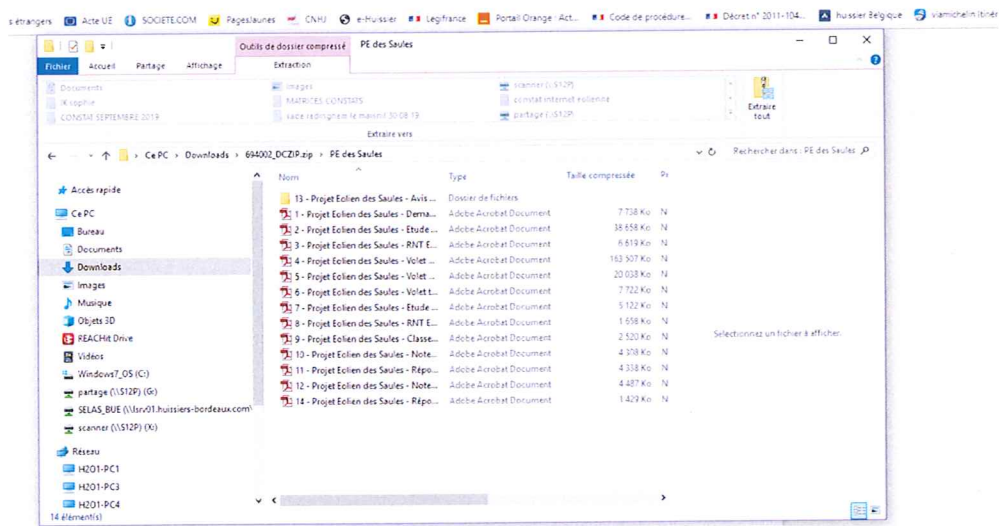 s étrangers Acte UE SOCIETE.COM PagesJaunes CNHJ e-Huissier Legifrance Portail Orange : Act... Code de procédure... Décret n° 2011-104... huissier Belgique viamichelin itinér
Outils de dossier compressé PE des Saules
Fichier Accueil Partage Affichage Extraction
Documents Images scanner (\\S12P)
IK sophie MATRICES CONSTATS
CONSTAT SEPTEMBRE 2019 partage (\\S12P)
Extraire tout
Extraire vers
Ce PC > Downloads > 694002_DCZIP.zip > PE des Saules Rechercher dans : PE des Saules
Nom Type Taille compressée
Accès rapide
Ce PC
Bureau
Documents
Downloads
Images
Musique
Objets 3D
REACHit Drive
Vidéos
Windows7_OS (C:)
partage (\\S12P) (G:)
SELAS_BUE (\\lsrv01.huissiers-bordeaux.com\
scanner (\\S12P) (X:)
Réseau
H2O1-PC1
H2O1-PC3
H2O1-PC4
13 - Projet Eolien des Saules - Avis ... Dossier de fichiers
1 - Projet Eolien des Saules - Dema... Adobe Acrobat Document 7 738 Ko N
2 - Projet Eolien des Saules - Etude ... Adobe Acrobat Document 38 658 Ko N
3 - Projet Eolien des Saules - RNT E... Adobe Acrobat Document 6 619 Ko N
4 - Projet Eolien des Saules - Volet ... Adobe Acrobat Document 163 507 Ko N
5 - Projet Eolien des Saules - Volet ... Adobe Acrobat Document 20 038 Ko N
6 - Projet Eolien des Saules - Volet t... Adobe Acrobat Document 7 722 Ko N
7 - Projet Eolien des Saules - Etude ... Adobe Acrobat Document 5 122 Ko N
8 - Projet Eolien des Saules - RNT E... Adobe Acrobat Document 1 658 Ko N
9 - Projet Eolien des Saules - Classe... Adobe Acrobat Document 2 520 Ko N
10 - Projet Eolien des Saules - Note... Adobe Acrobat Document 4 308 Ko N
11 - Projet Eolien des Saules - Répo... Adobe Acrobat Document 4 338 Ko N
12 - Projet Eolien des Saules - Note... Adobe Acrobat Document 4 487 Ko N
14 - Projet Eolien des Saules - Répo... Adobe Acrobat Document 1 429 Ko N
Sélectionnez un fichier à afficher.
14 élément(s)